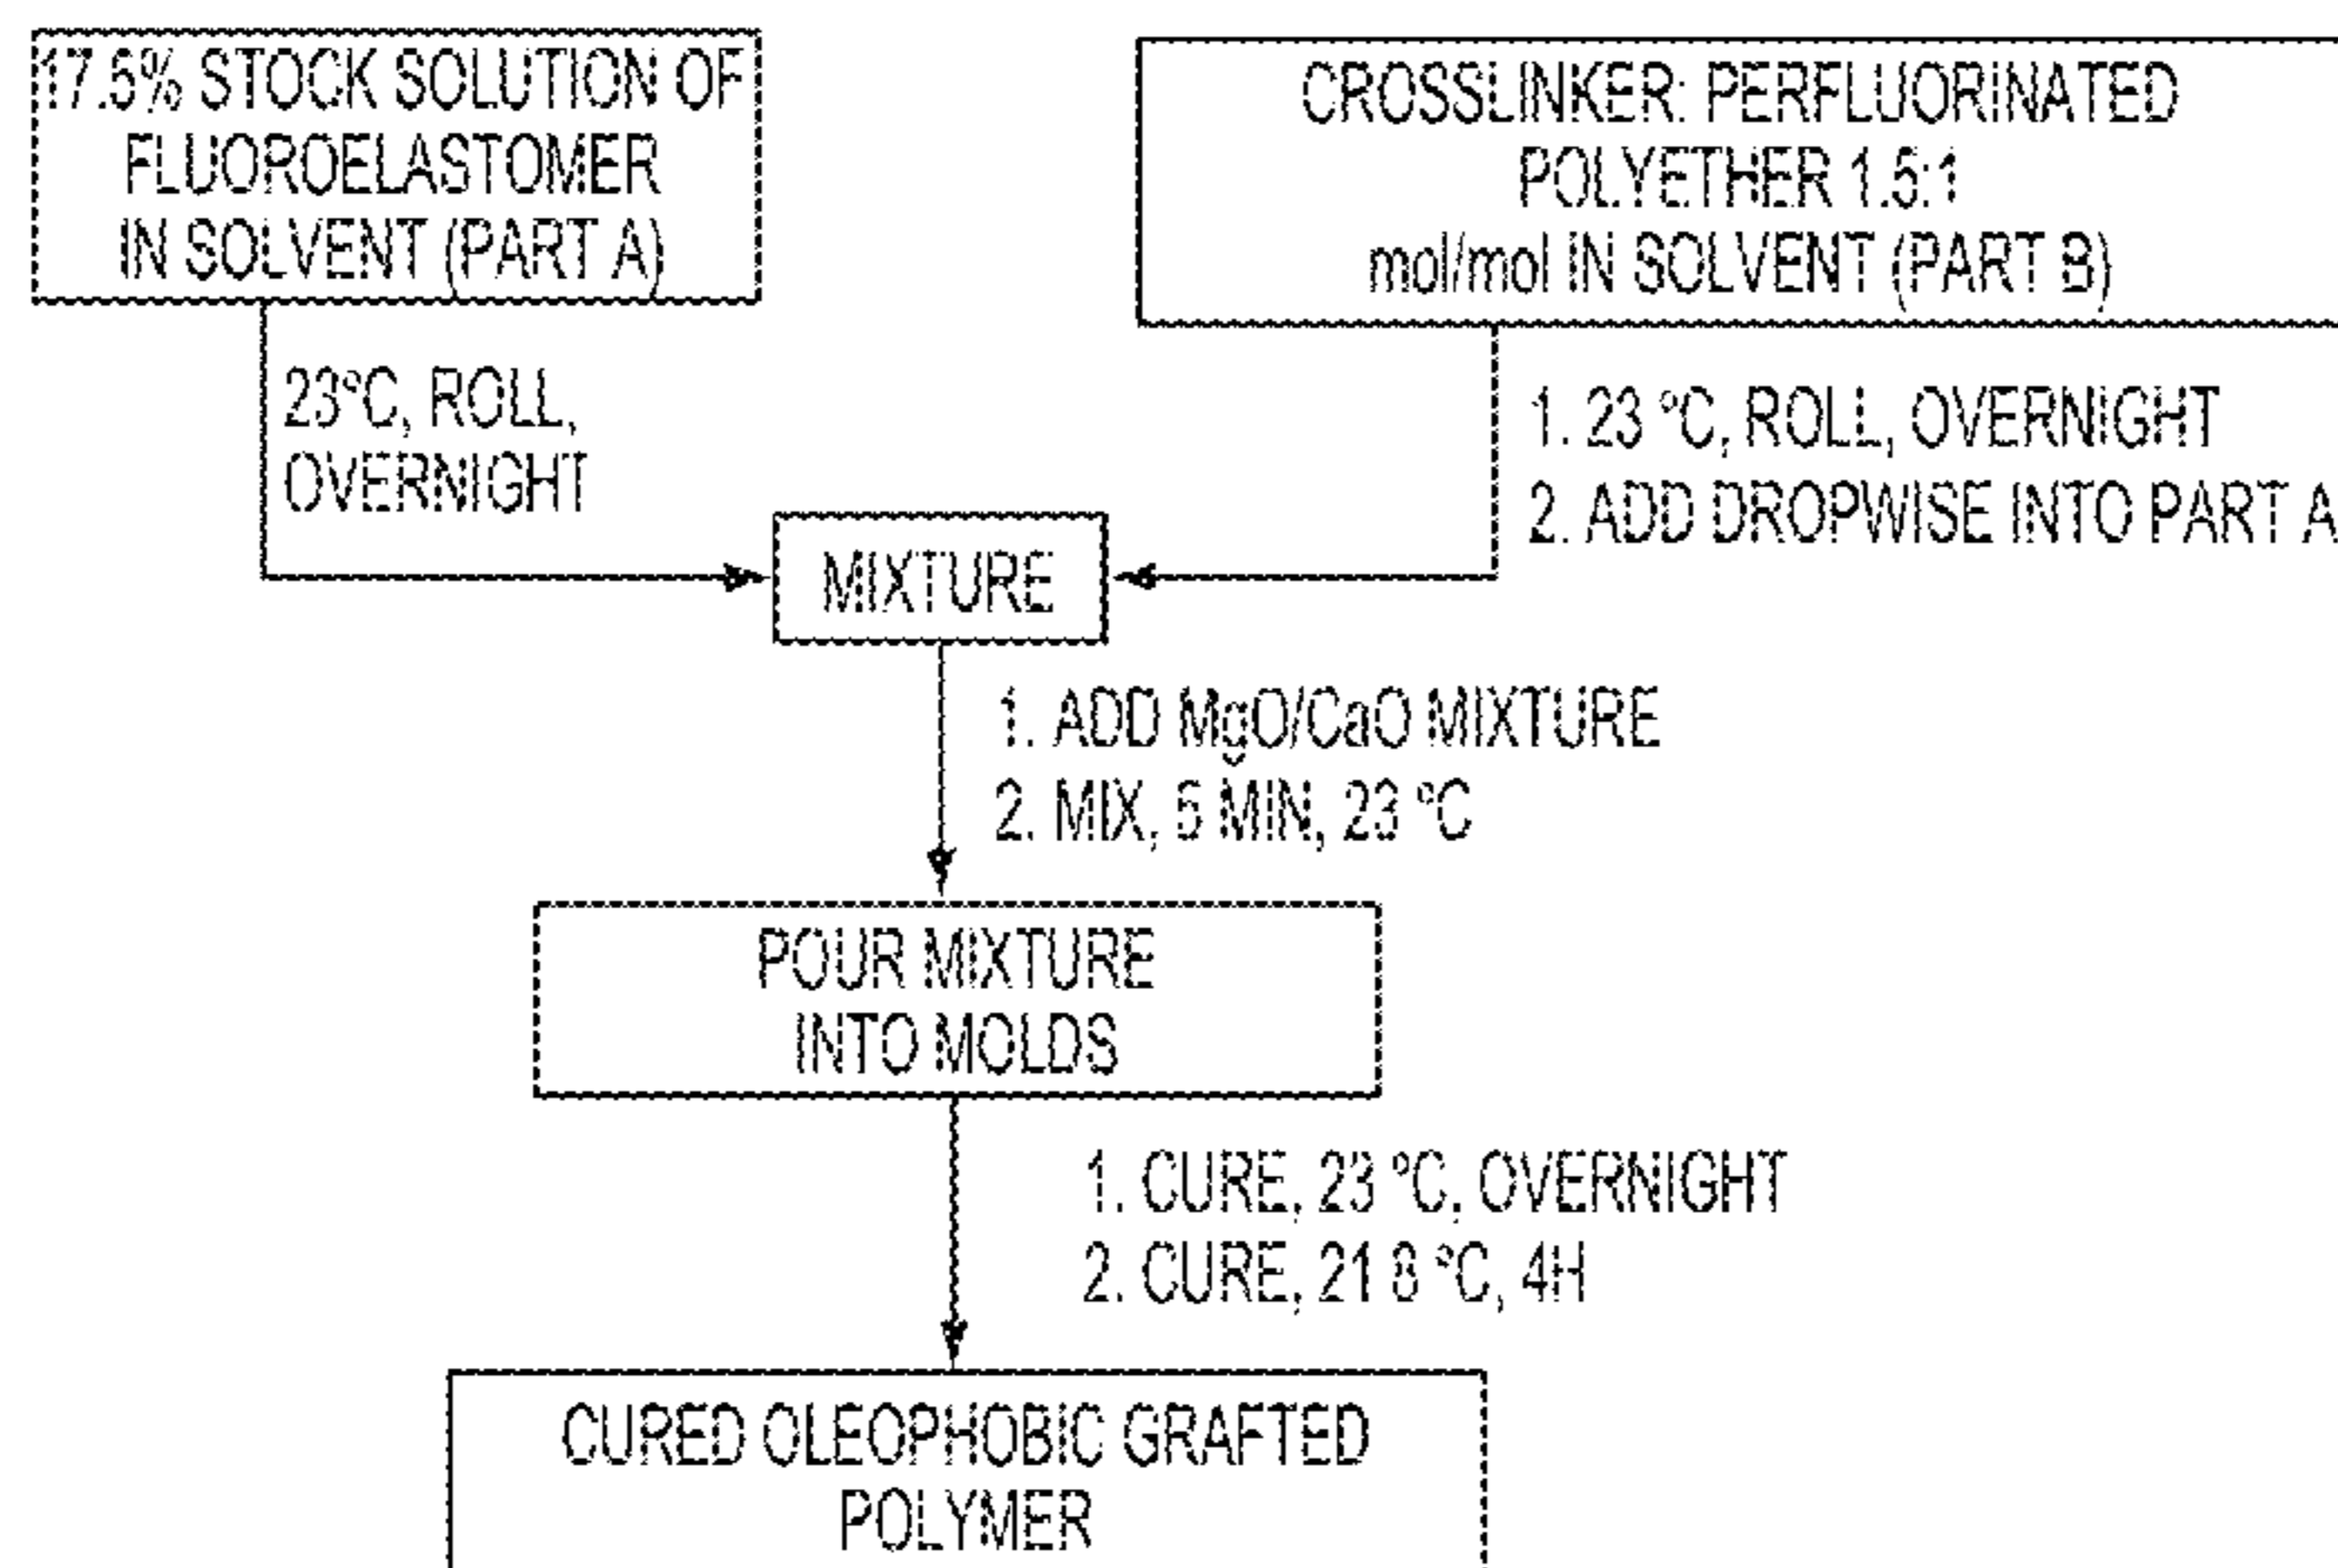 17.5% STOCK SOLUTION OF
FLUOROELASTOMER
IN SOLVENT (PART A)
CROSSLINKER: PERFLUORINATED
POLYETHER 1.5:1
mol/mol IN SOLVENT (PART B)
23°C, ROLL,
OVERNIGHT
1. 23 °C, ROLL, OVERNIGHT
2. ADD DROPWISE INTO PART A
MIXTURE
1. ADD MgO/CaO MIXTURE
2. MIX, 5 MIN, 23 °C
POUR MIXTURE
INTO MOLDS
1. CURE, 23 °C, OVERNIGHT
2. CURE, 21 8 °C, 4H
CURED OLEOPHOBIC GRAFTED
POLYMER